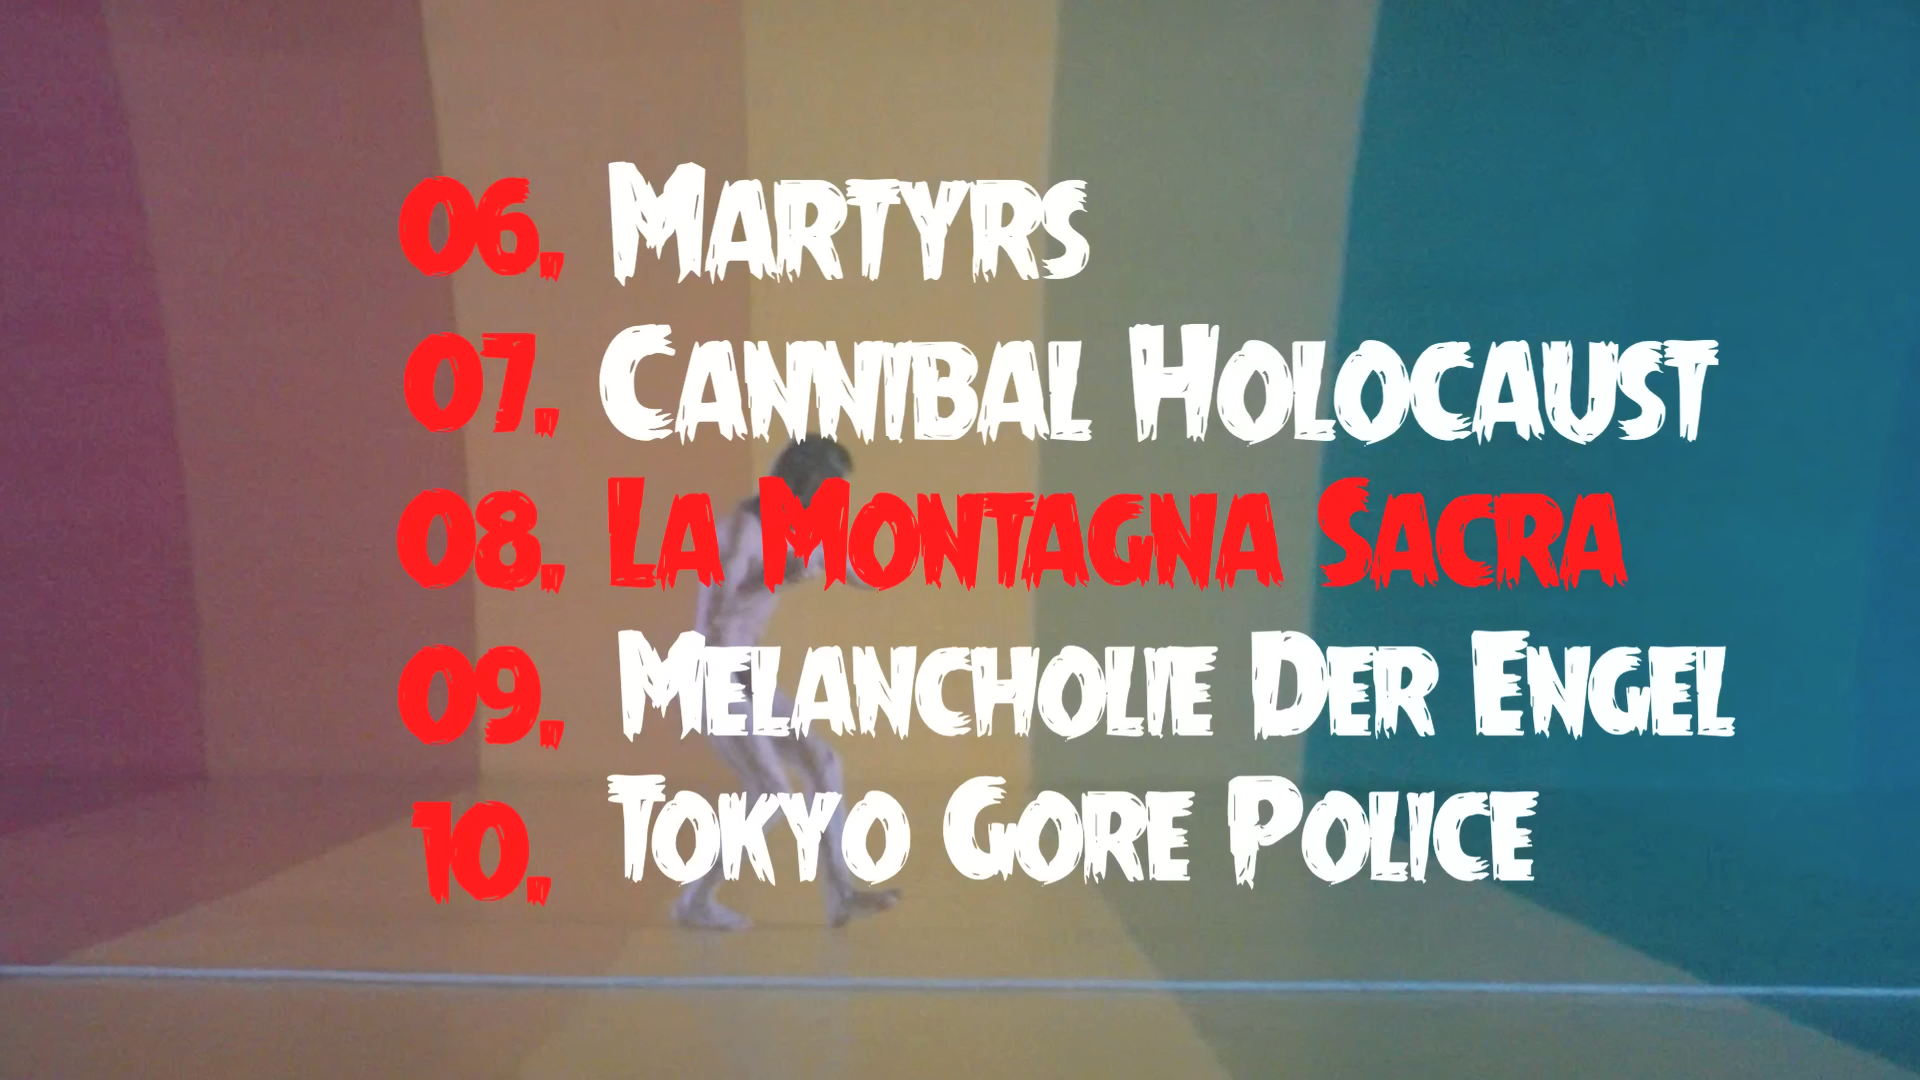 06. Martyrs
07. Cannibal Holocaust
08. La Montagna Sacra
09. Melancholie Der Engel
10. Tokyo Gore Police